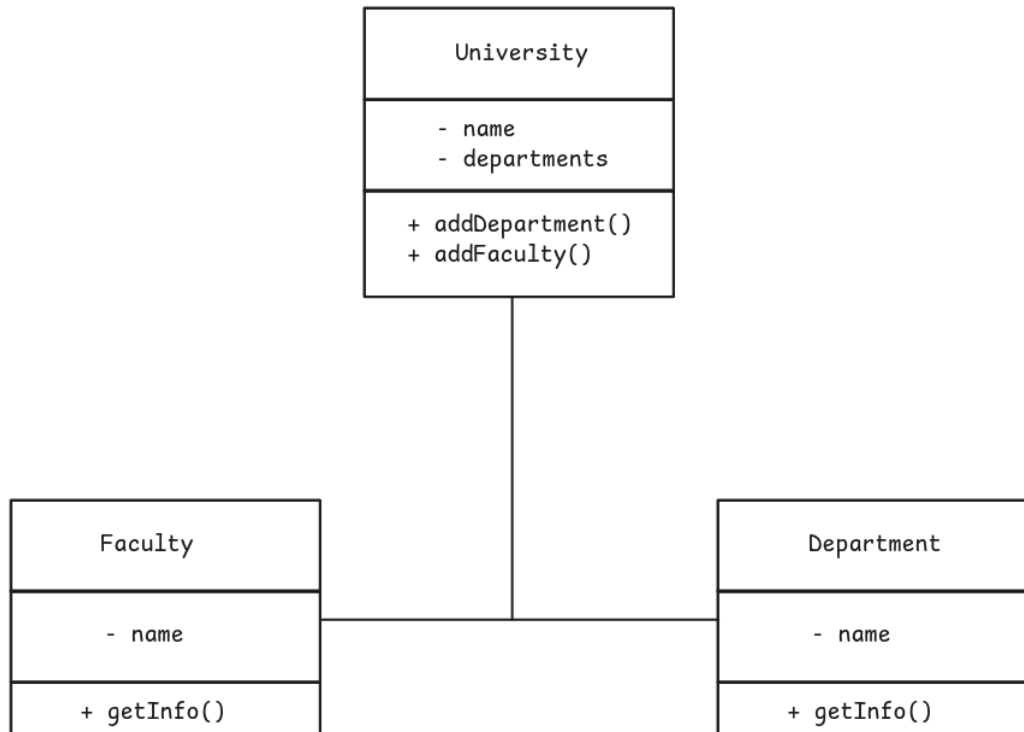 University
- name
- departments
+ addDepartment()
+ addFaculty()
Faculty
- name
+ getInfo()
Department
- name
+ getInfo()